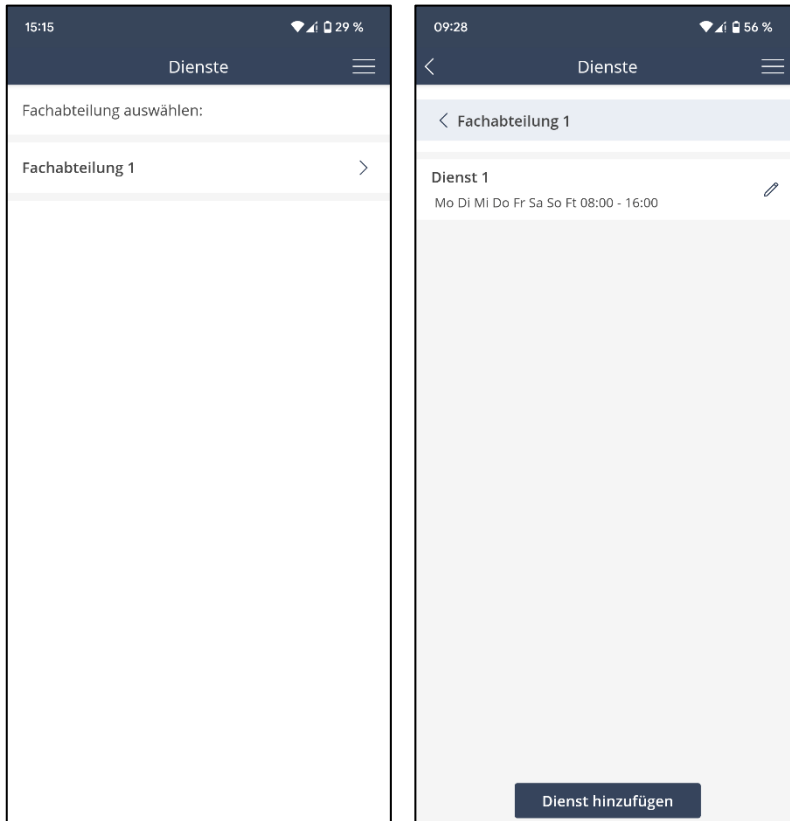 15:15
29 %
Dienste
Fachabteilung auswählen:
Fachabteilung 1
09:28
56 %
Dienste
Fachabteilung 1
Dienst 1
Mo Di Mi Do Fr Sa So Ft 08:00 - 16:00
Dienst hinzufügen